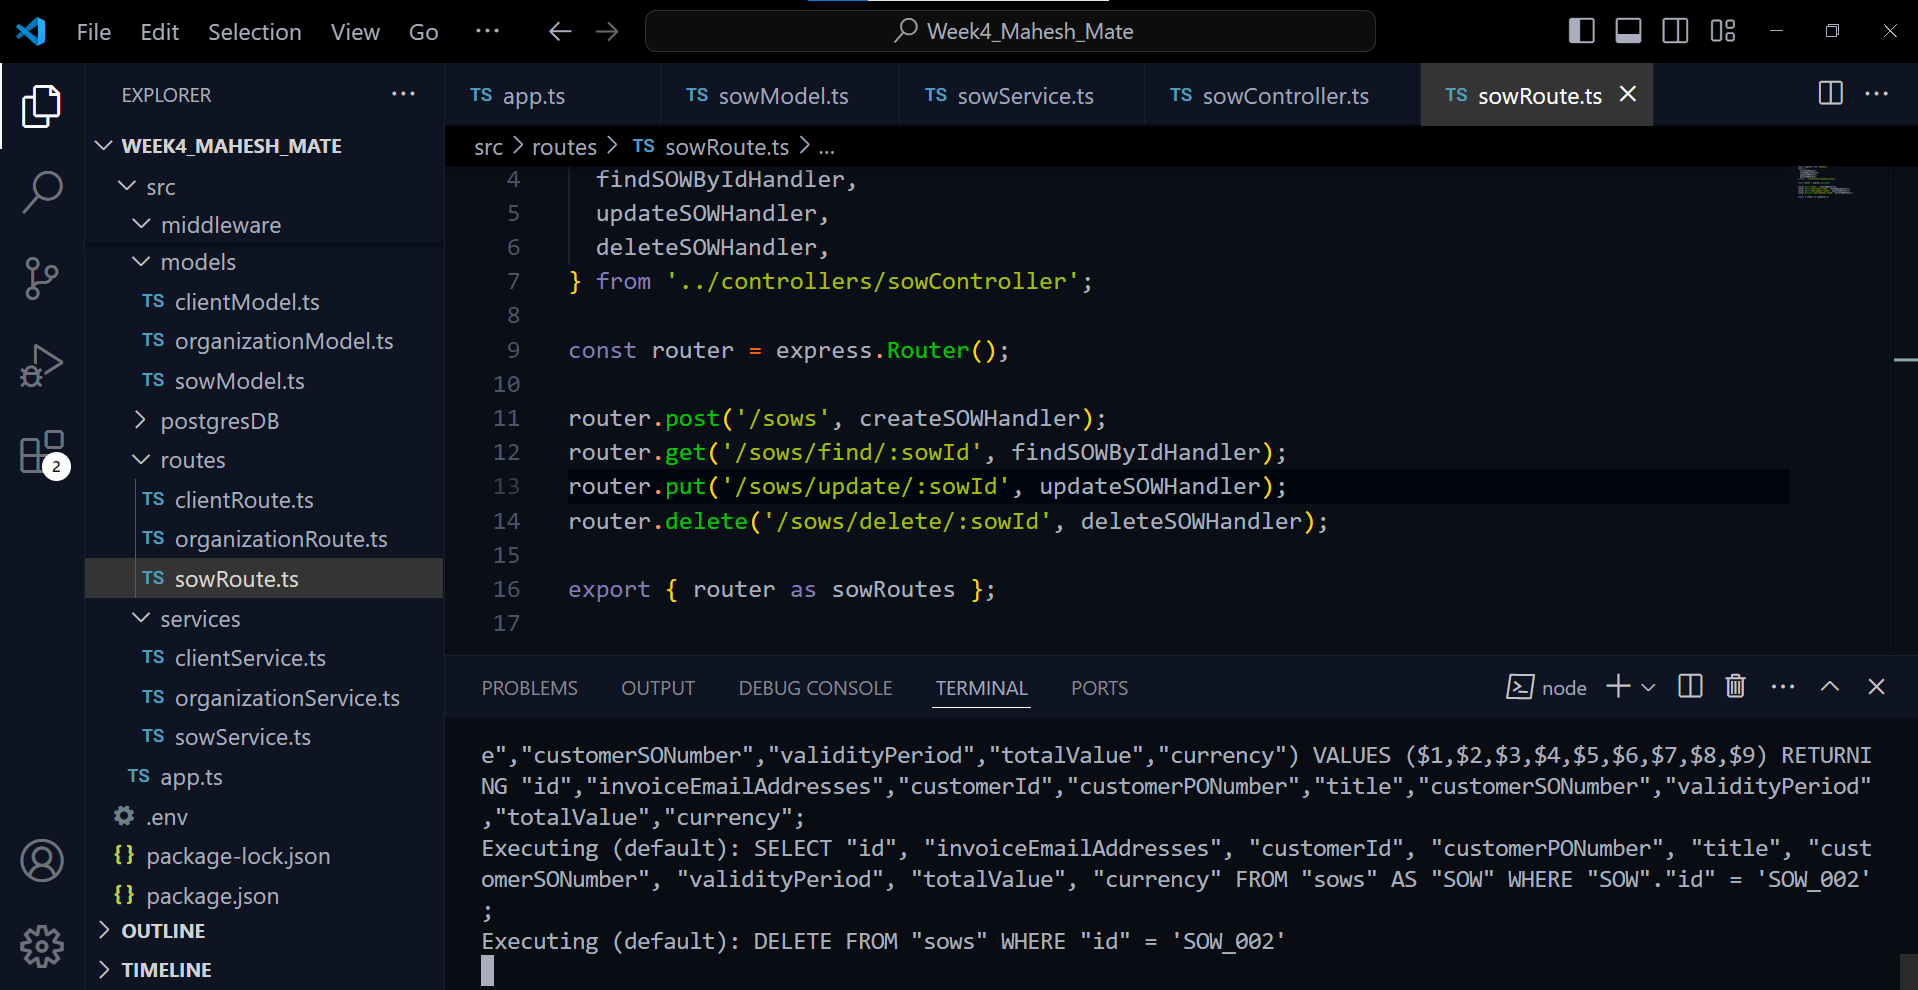 File Edit Selection View Go ··· Week4_Mahesh_Mate
EXPLORER ···
WEEK4_MAHESH_MATE
src
middleware
models
TS clientModel.ts
TS organizationModel.ts
TS sowModel.ts
postgresDB
routes
TS clientRoute.ts
TS organizationRoute.ts
TS sowRoute.ts
services
TS clientService.ts
TS organizationService.ts
TS sowService.ts
TS app.ts
.env
{} package-lock.json
{} package.json
OUTLINE
TIMELINE
2
TS app.ts TS sowModel.ts TS sowService.ts TS sowController.ts TS sowRoute.ts
src > routes > TS sowRoute.ts > ...
4 findSOWByIdHandler,
5 updateSOWHandler,
6 deleteSOWHandler,
7 } from '../controllers/sowController';
8
9 const router = express.Router();
10
11 router.post('/sows', createSOWHandler);
12 router.get('/sows/find/:sowId', findSOWByIdHandler);
13 router.put('/sows/update/:sowId', updateSOWHandler);
14 router.delete('/sows/delete/:sowId', deleteSOWHandler);
15
16 export { router as sowRoutes };
17
PROBLEMS OUTPUT DEBUG CONSOLE TERMINAL PORTS node
e","customerSONumber","validityPeriod","totalValue","currency") VALUES ($1,$2,$3,$4,$5,$6,$7,$8,$9) RETURNI
NG "id","invoiceEmailAddresses","customerId","customerPONumber","title","customerSONumber","validityPeriod"
,"totalValue","currency";
Executing (default): SELECT "id", "invoiceEmailAddresses", "customerId", "customerPONumber", "title", "cust
omerSONumber", "validityPeriod", "totalValue", "currency" FROM "sows" AS "SOW" WHERE "SOW"."id" = 'SOW_002'
;
Executing (default): DELETE FROM "sows" WHERE "id" = 'SOW_002'